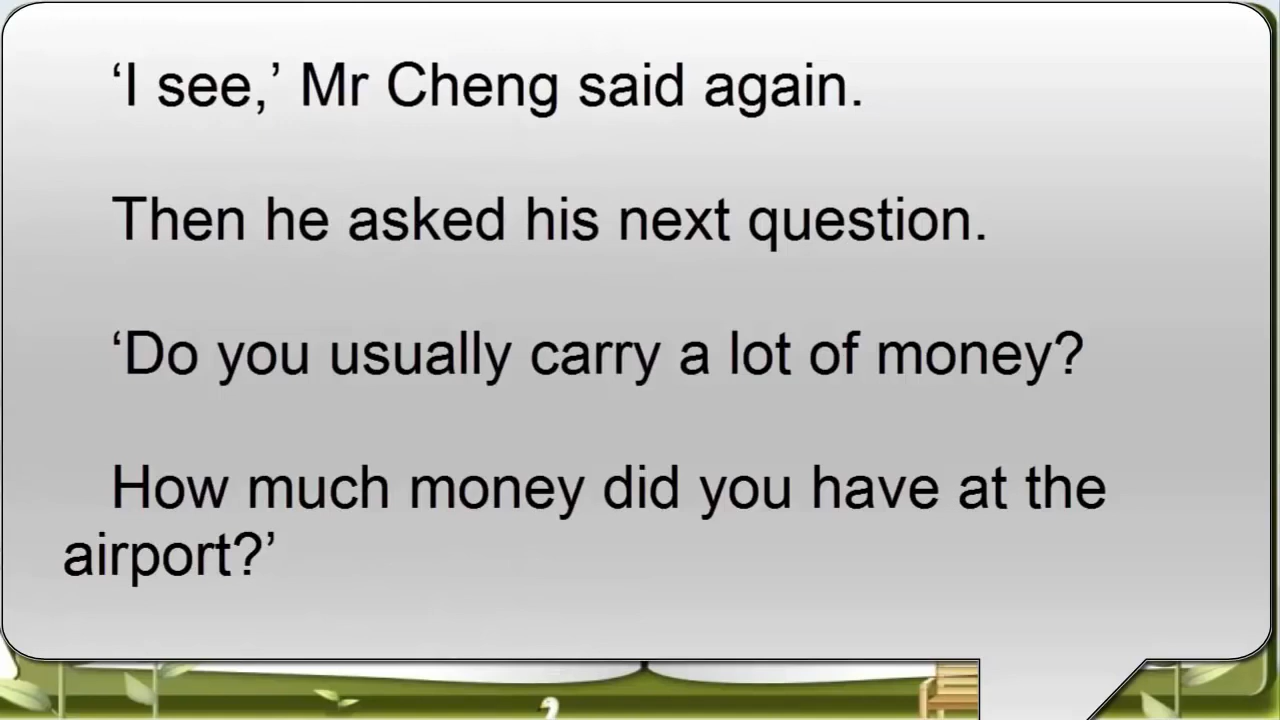 ‘I see,’ Mr Cheng said again.
Then he asked his next question.
‘Do you usually carry a lot of money?
How much money did you have at the
airport?’